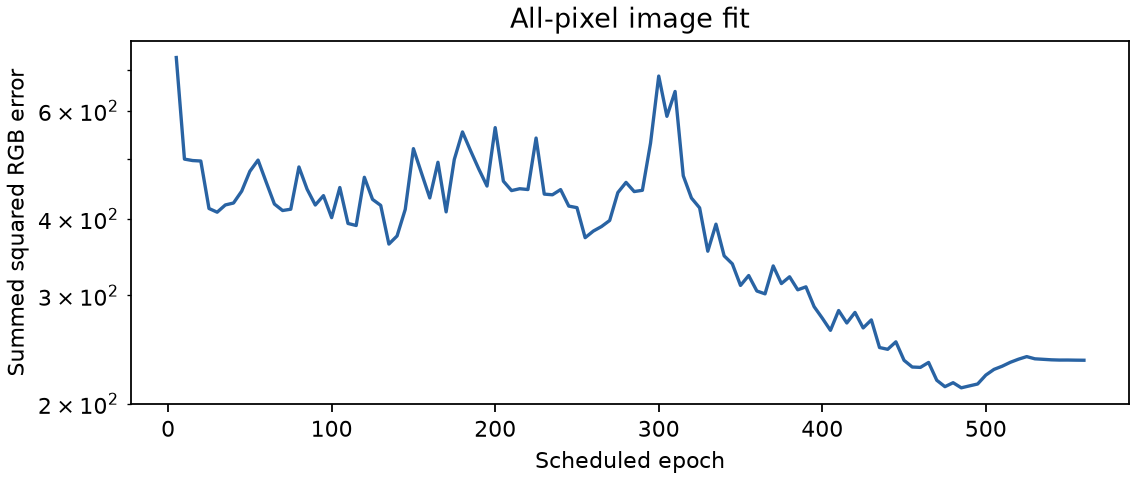 All-pixel image fit
Summed squared RGB error
6 × 10²
4 × 10²
3 × 10²
2 × 10²
0 100 200 300 400 500
Scheduled epoch